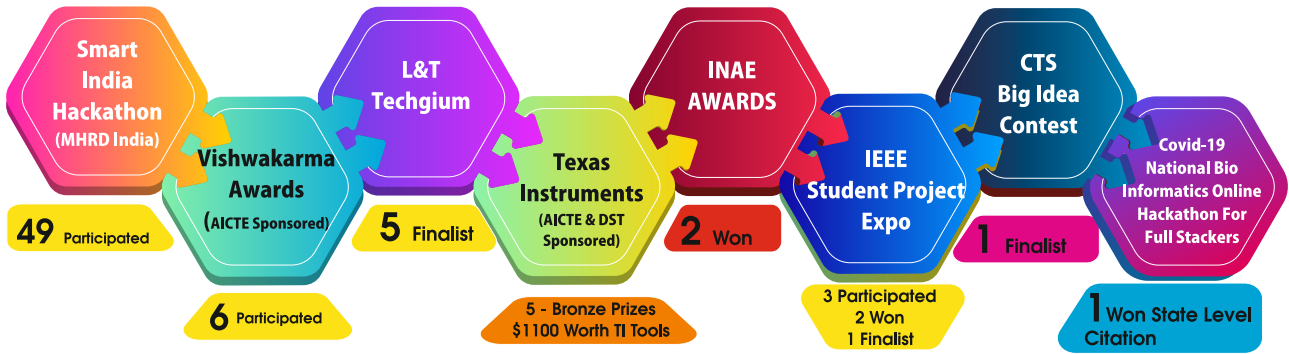 Smart
India
Hackathon
(MHRD India)
49 Participated
Vishwakarma
Awards
(AICTE Sponsored)
6 Participated
L&T
Techgium
5 Finalist
Texas
Instruments
(AICTE & DST
Sponsored)
5 - Bronze Prizes
$1100 Worth TI Tools
INAE
AWARDS
2 Won
IEEE
Student Project
Expo
3 Participated
2 Won
1 Finalist
CTS
Big Idea
Contest
1 Finalist
Covid-19
National Bio
Informatics Online
Hackathon For
Full Stackers
1 Won State Level
Citation